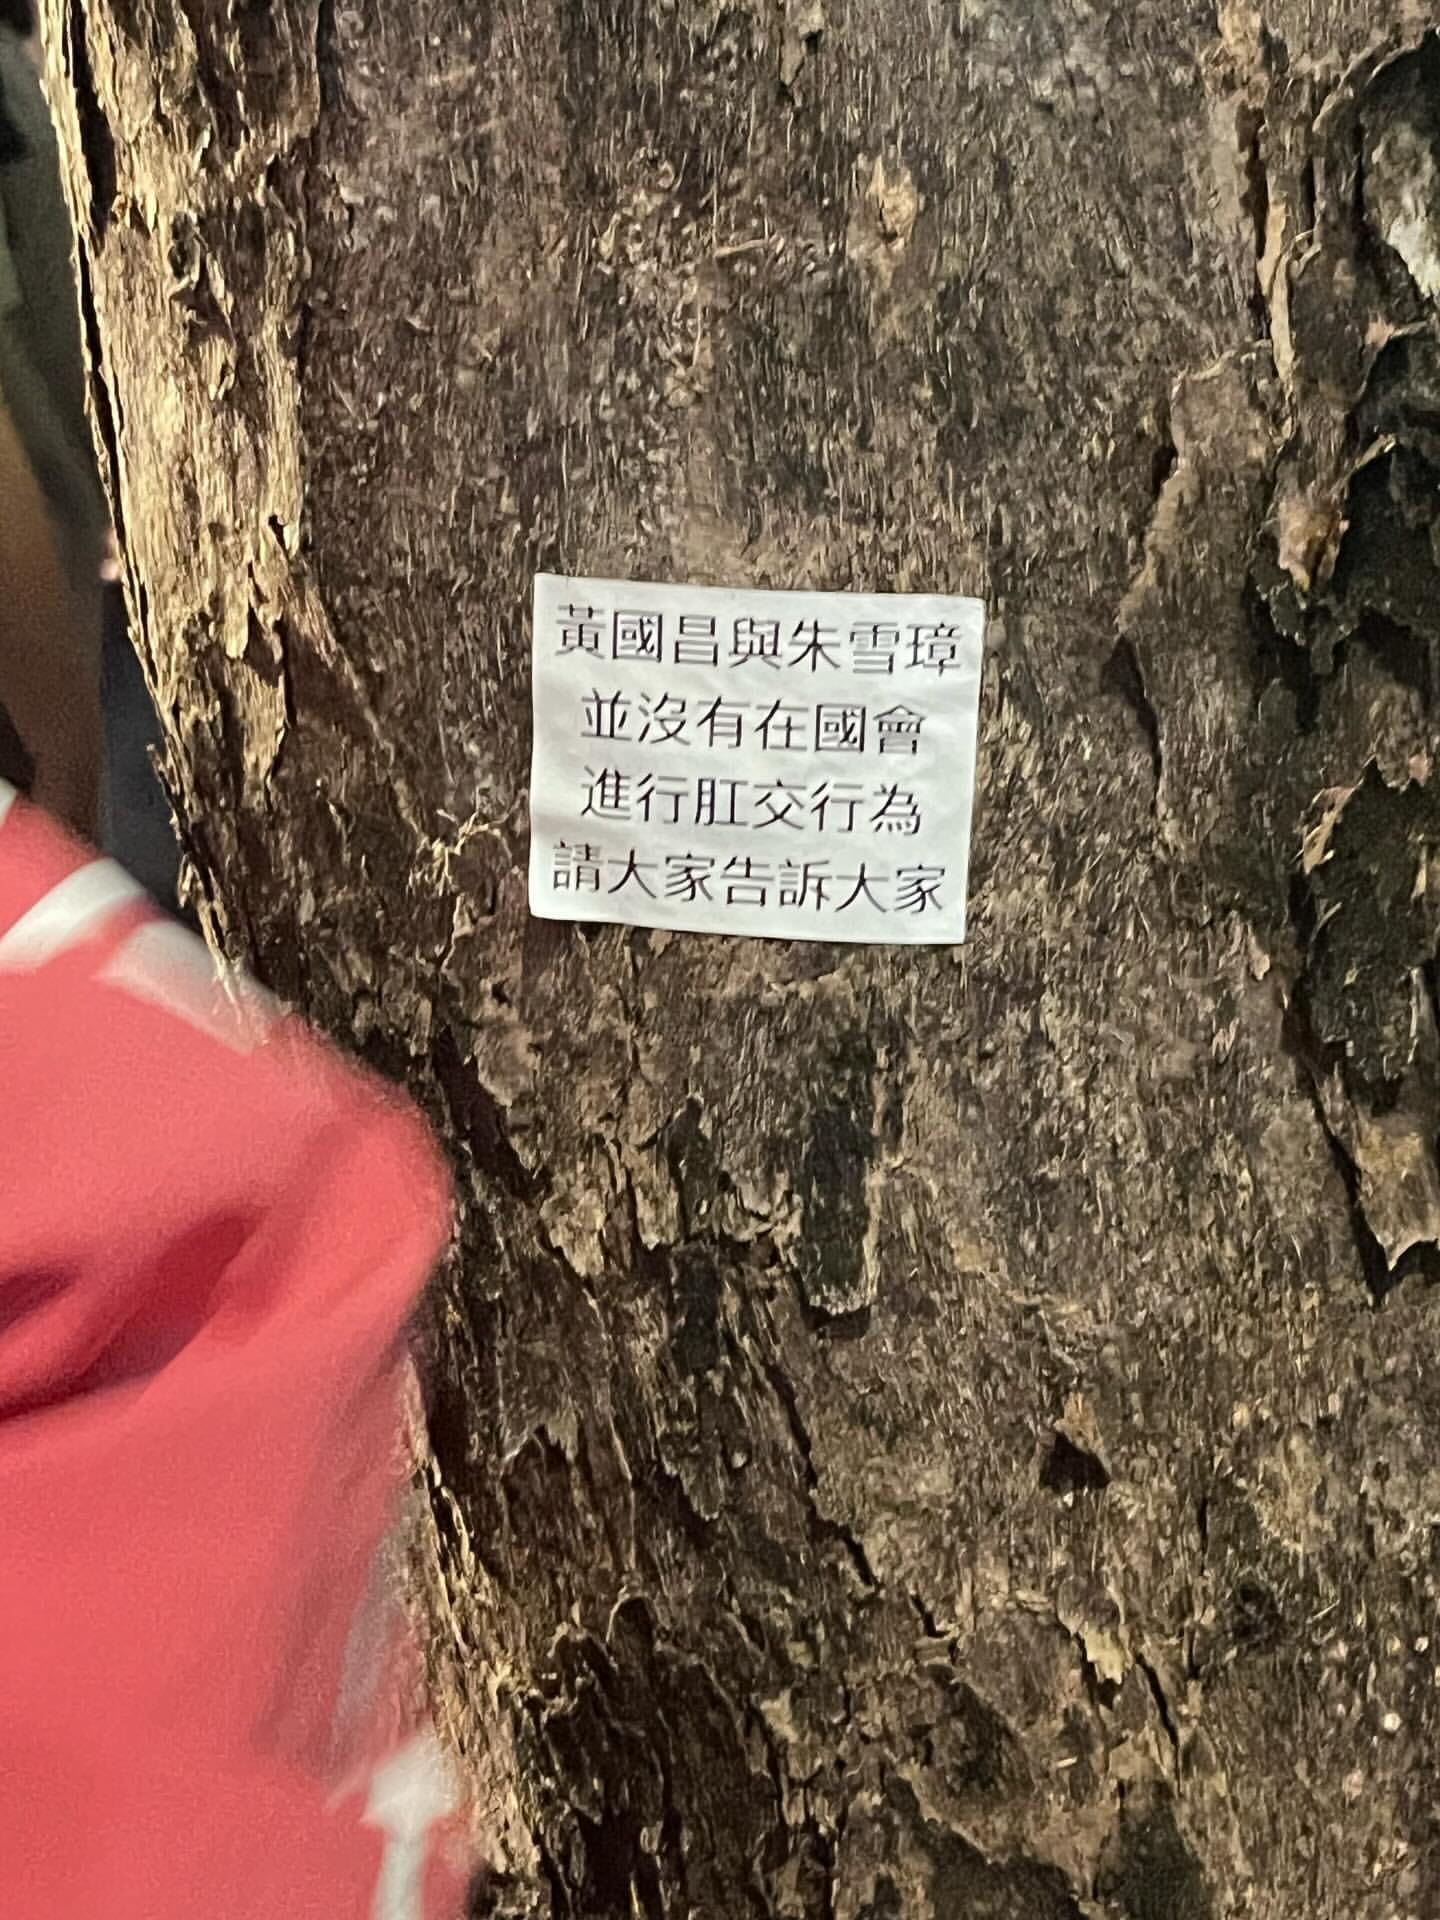 黃國昌與朱雪璋
並沒有在國會
進行肛交行為
請大家告訴大家